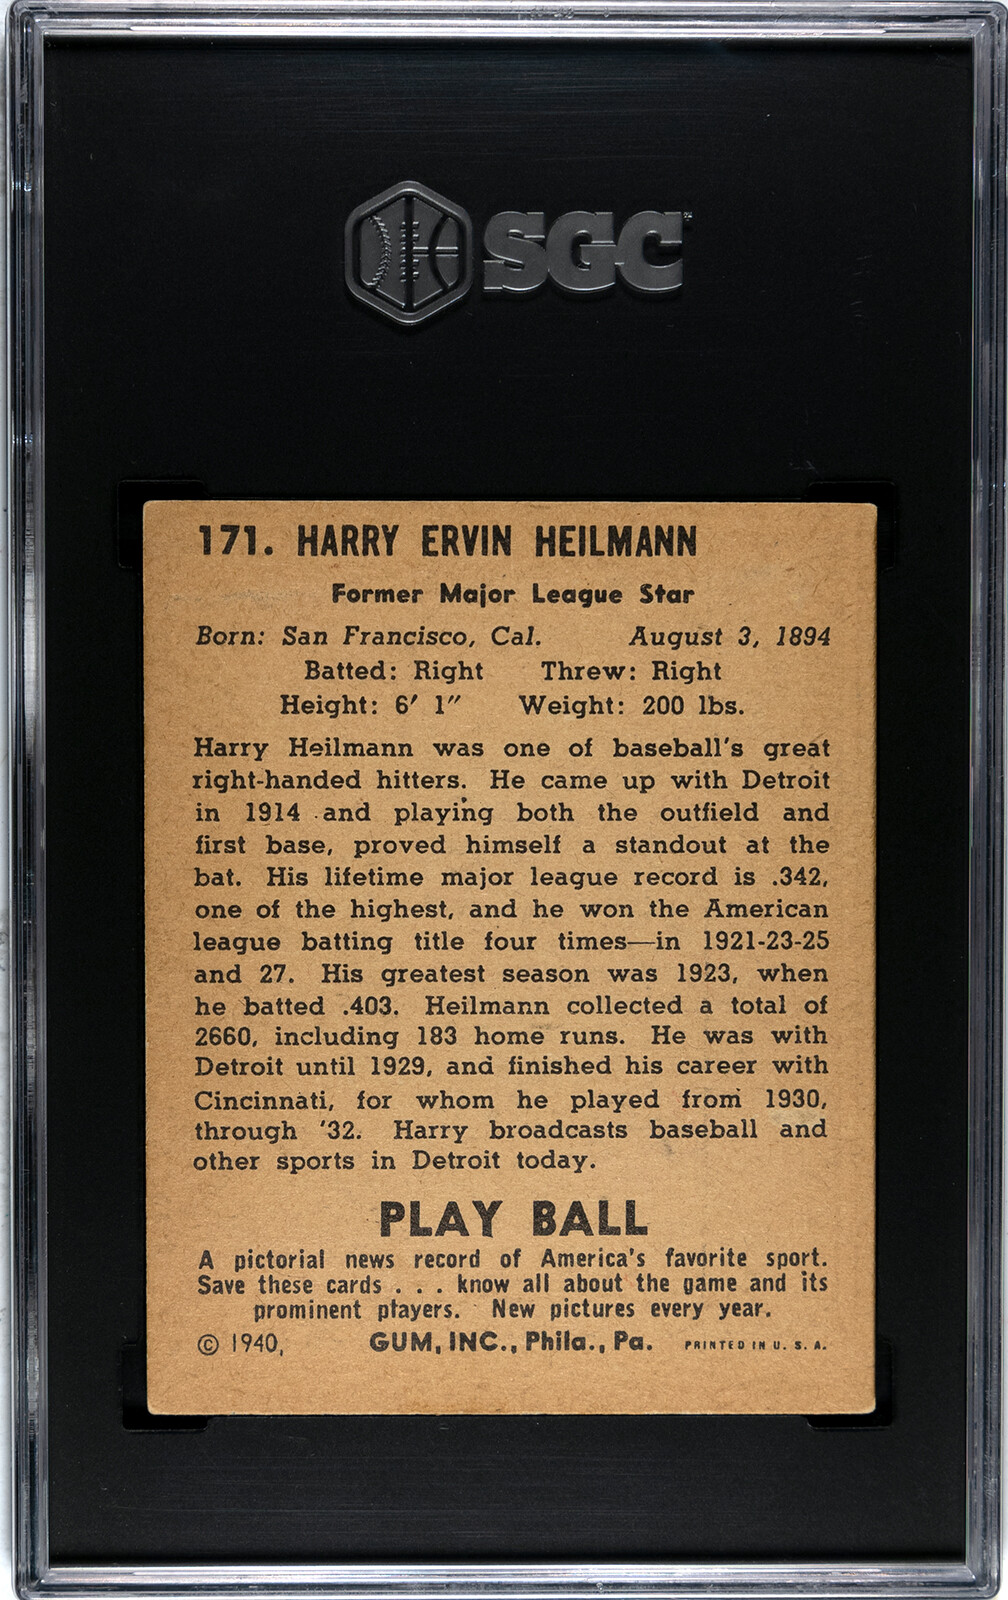 SGC
171. HARRY ERVIN HEILMANN
Former Major League Star
Born: San Francisco, Cal. August 3, 1894
Batted: Right Threw: Right
Height: 6′ 1″ Weight: 200 lbs.
Harry Heilmann was one of baseball's great
right-handed hitters. He came up with Detroit
in 1914 and playing both the outfield and
first base, proved himself a standout at the
bat. His lifetime major league record is .342,
one of the highest, and he won the American
league batting title four times—in 1921-23-25
and 27. His greatest season was 1923, when
he batted .403. Heilmann collected a total of
2660, including 183 home runs. He was with
Detroit until 1929, and finished his career with
Cincinnati, for whom he played from 1930,
through '32. Harry broadcasts baseball and
other sports in Detroit today.
PLAY BALL
A pictorial news record of America's favorite sport.
Save these cards . . . know all about the game and its
prominent players. New pictures every year.
© 1940, GUM, INC., Phila., Pa. PRINTED IN U. S. A.